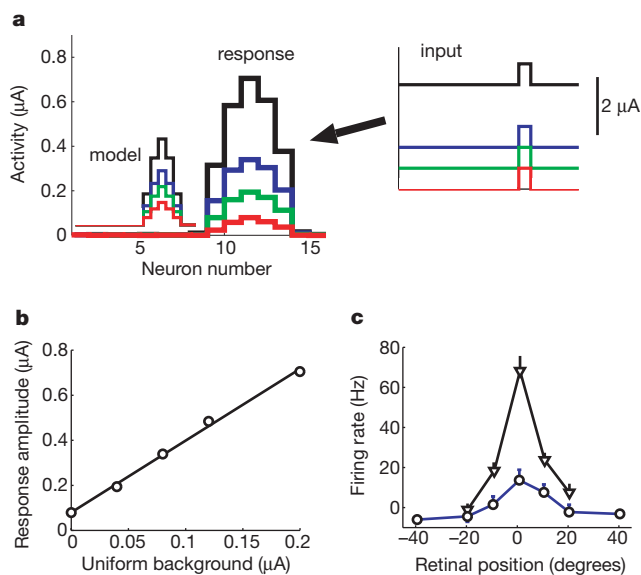 a
response
input
model
2 μA
Activity (μA)
0.8
0.6
0.4
0.2
0
5
10
15
Neuron number
b
Response amplitude (μA)
0.8
0.6
0.4
0.2
0
0
0.05
0.1
0.15
0.2
Uniform background (μA)
c
Firing rate (Hz)
80
60
40
20
0
−40
−20
0
20
40
Retinal position (degrees)